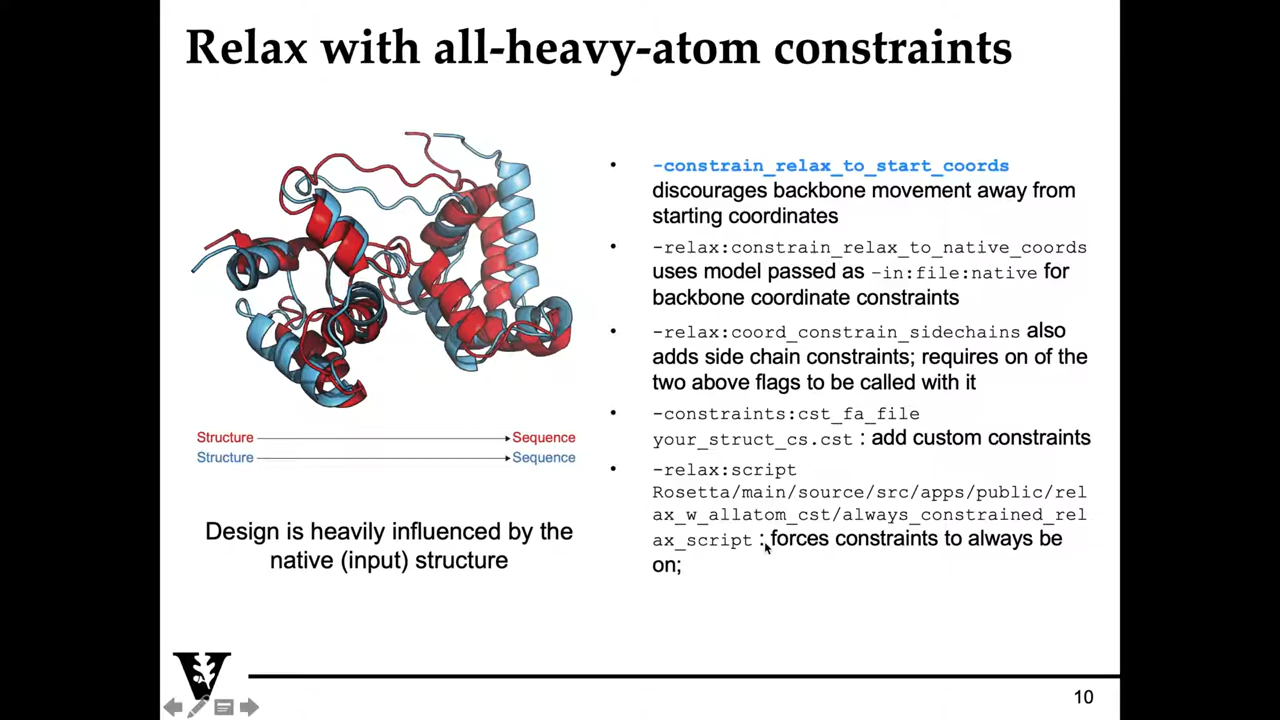 Relax with all-heavy-atom constraints
• -constrain_relax_to_start_coords
discourages backbone movement away from
starting coordinates
• -relax:constrain_relax_to_native_coords
uses model passed as -in:file:native for
backbone coordinate constraints
• -relax:coord_constrain_sidechains also
adds side chain constraints; requires on of the
two above flags to be called with it
• -constraints:cst_fa_file
your_struct_cs.cst : add custom constraints
• -relax:script
Rosetta/main/source/src/apps/public/rel
ax_w_allatom_cst/always_constrained_rel
ax_script : forces constraints to always be
on;
Structure Sequence
Structure Sequence
Design is heavily influenced by the
native (input) structure
V
10